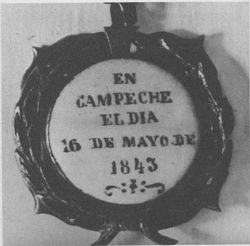 EN
CAMPECHE
EL DIA
16 DE MAYO DE
1843